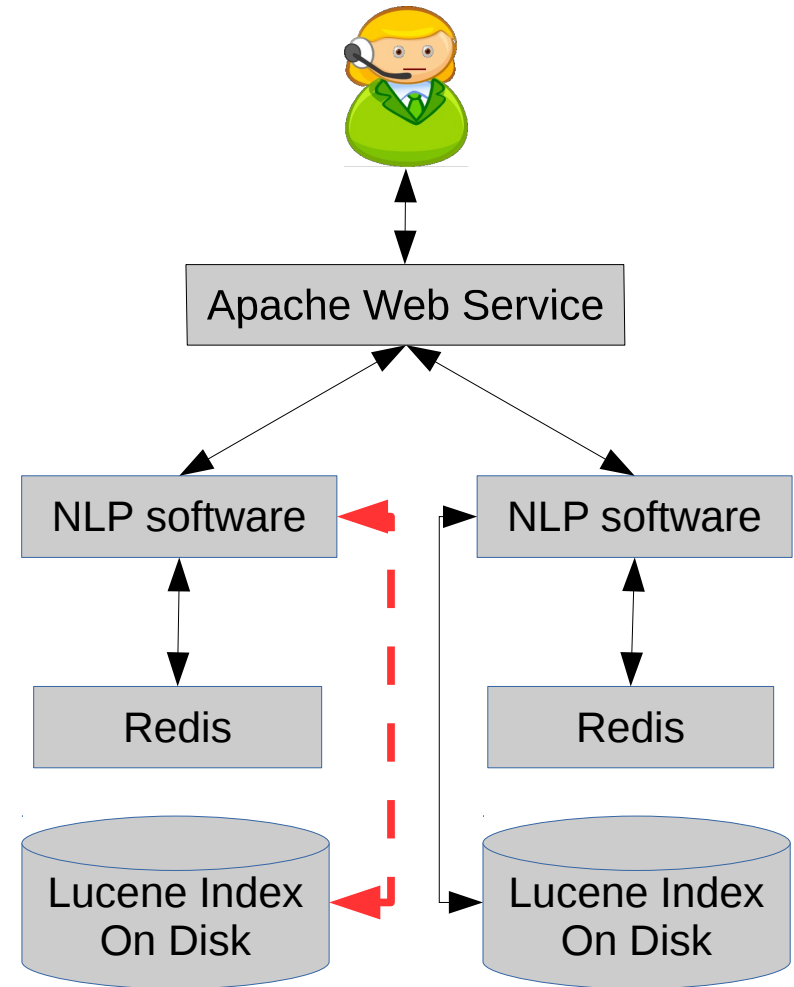 Apache Web Service
NLP software
NLP software
Redis
Redis
Lucene Index
On Disk
Lucene Index
On Disk